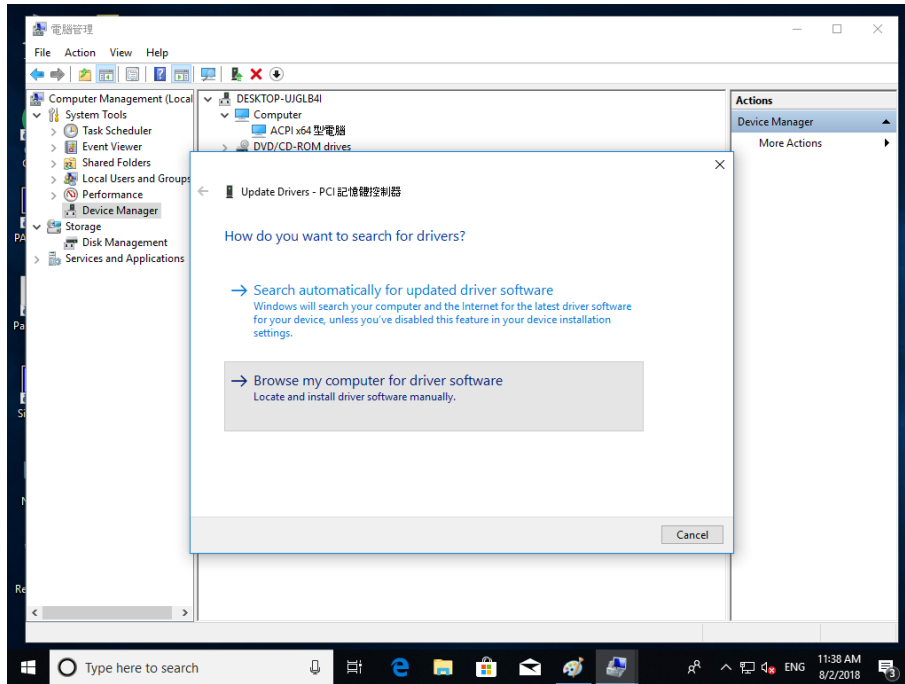 電腦管理
File Action View Help
Computer Management (Local
System Tools
Task Scheduler
Event Viewer
Shared Folders
Local Users and Groups
Performance
Device Manager
Storage
Disk Management
Services and Applications
DESKTOP-UJGLB4I
Computer
ACPI x64 型電腦
DVD/CD-ROM drives
Actions
Device Manager
More Actions
Update Drivers - PCI 記憶體控制器
How do you want to search for drivers?
Search automatically for updated driver software
Windows will search your computer and the Internet for the latest driver software
for your device, unless you've disabled this feature in your device installation
settings.
Browse my computer for driver software
Locate and install driver software manually.
Cancel
PA
Pa
Si
Re
Type here to search
ENG
11:38 AM
8/2/2018
3